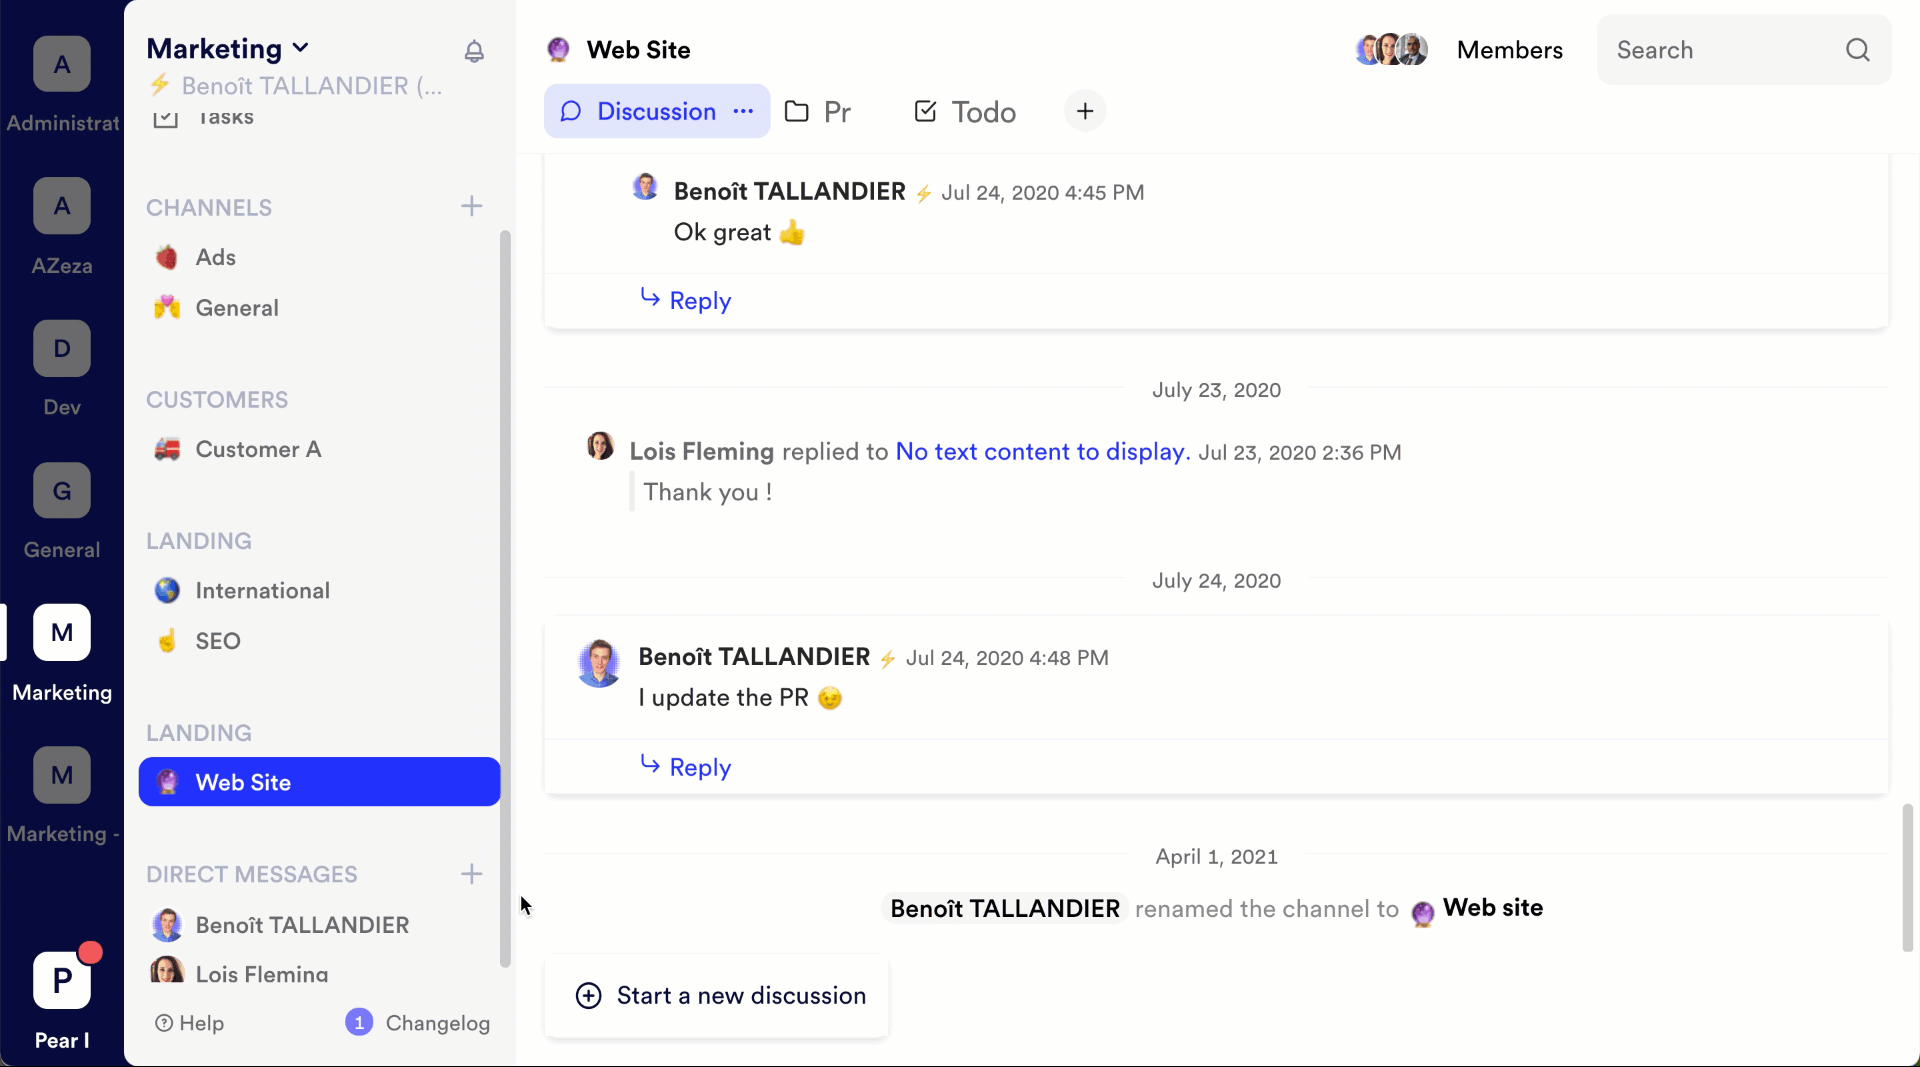 A
Administrat
A
AZeza
D
Dev
G
General
M
Marketing
M
Marketing -
P
Pear I
Marketing
Benoît TALLANDIER (...
Tasks
CHANNELS
Ads
General
CUSTOMERS
Customer A
LANDING
International
SEO
LANDING
Web Site
DIRECT MESSAGES
Benoît TALLANDIER
Lois Fleming
Help
1 Changelog
Web Site
Members
Search
Discussion
Pr
Todo
Benoît TALLANDIER Jul 24, 2020 4:45 PM
Ok great
Reply
July 23, 2020
Lois Fleming replied to No text content to display. Jul 23, 2020 2:36 PM
Thank you !
July 24, 2020
Benoît TALLANDIER Jul 24, 2020 4:48 PM
I update the PR
Reply
April 1, 2021
Benoît TALLANDIER renamed the channel to Web site
Start a new discussion